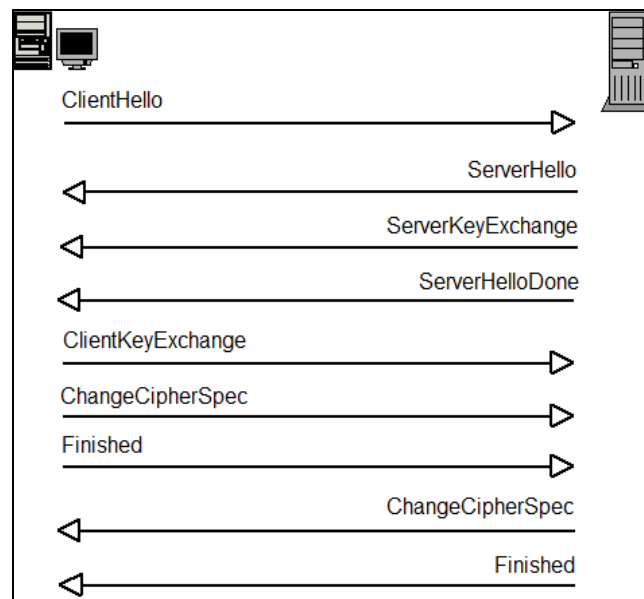 ClientHello
ServerHello
ServerKeyExchange
ServerHelloDone
ClientKeyExchange
ChangeCipherSpec
Finished
ChangeCipherSpec
Finished